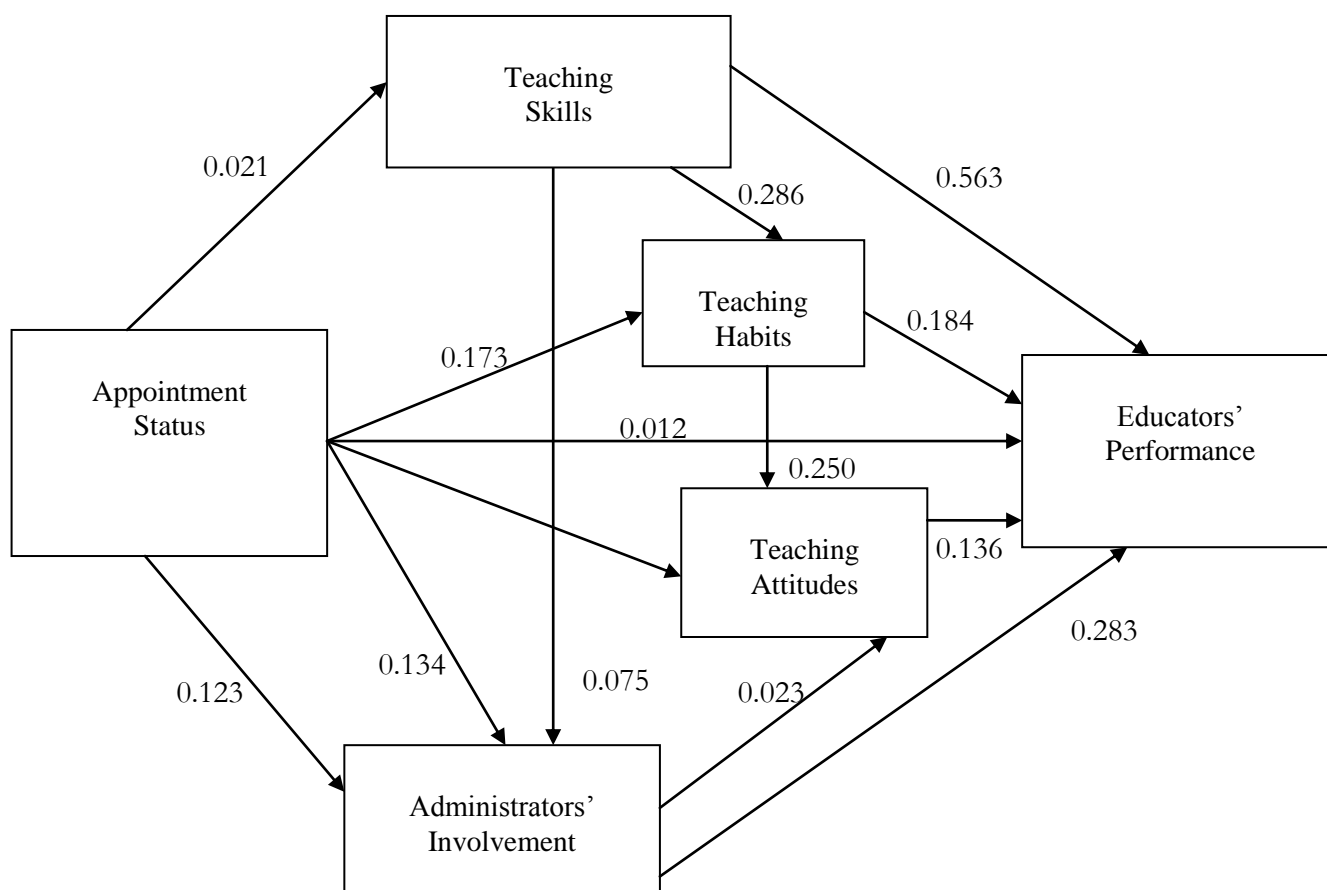 Teaching
Skills
0.021
0.563
0.286
Teaching
Habits
0.184
0.173
Appointment
Status
0.012
Educators’
Performance
0.250
Teaching
Attitudes
0.136
0.283
0.134
0.075
0.023
0.123
Administrators’
Involvement